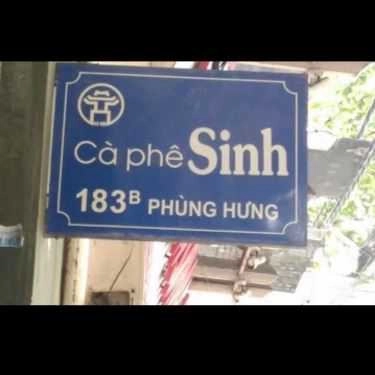 Cà phê Sinh
183B PHÙNG HƯNG